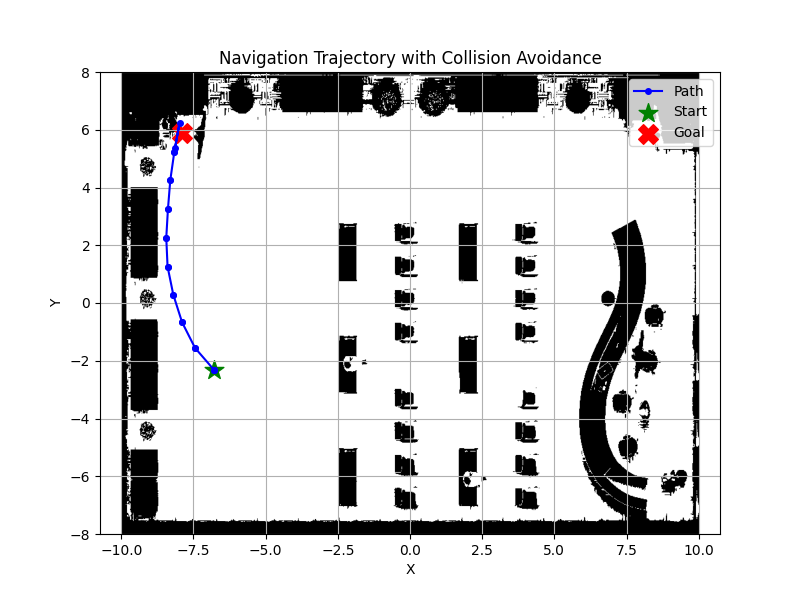 Navigation Trajectory with Collision Avoidance
Path
Start
Goal
8
6
4
2
0
−2
−4
−6
−8
Y
−10.0 −7.5 −5.0 −2.5 0.0 2.5 5.0 7.5 10.0
X